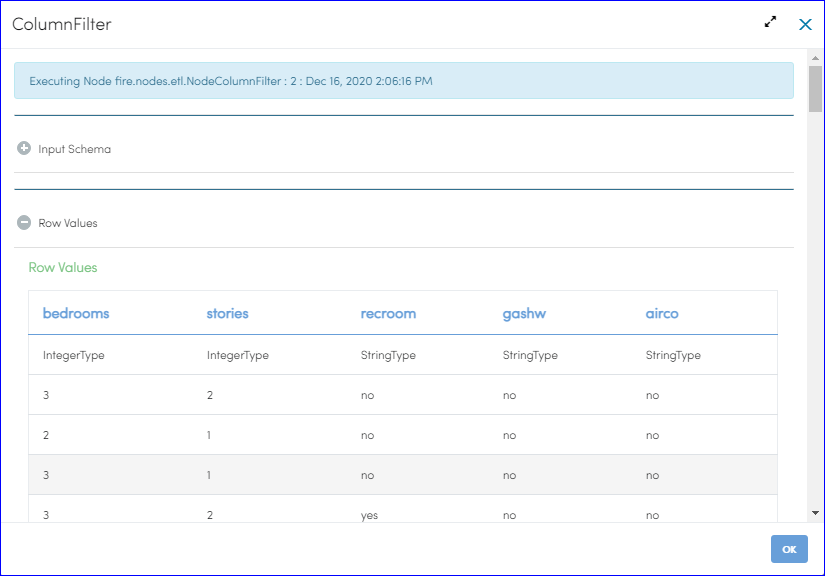 ColumnFilter
Executing Node fire.nodes.etl.NodeColumnFilter : 2 : Dec 16, 2020 2:06:16 PM
Input Schema
Row Values
Row Values
bedrooms stories recroom gashw airco
IntegerType IntegerType StringType StringType StringType
3 2 no no no
2 1 no no no
3 1 no no no
3 2 yes no no
OK